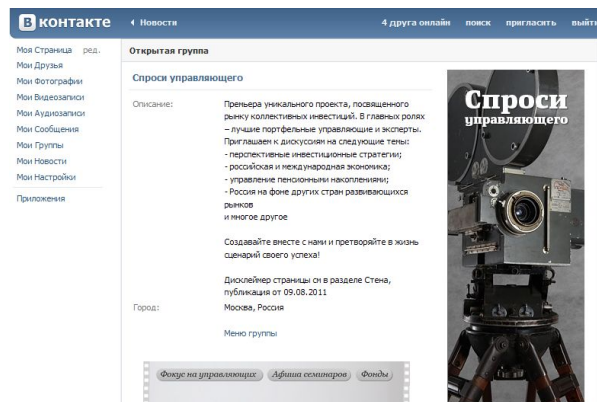 В контакте
Новости
4 друга онлайн поиск пригласить выйти
Моя Страница ред.
Мои Друзья
Мои Фотографии
Мои Видеозаписи
Мои Аудиозаписи
Мои Сообщения
Мои Группы
Мои Новости
Мои Настройки
Приложения
Открытая группа
Спроси управляющего
Описание:
Премьера уникального проекта, посвященного
рынку коллективных инвестиций. В главных ролях
– лучшие портфельные управляющие и эксперты.
Приглашаем к дискуссиям на следующие темы:
- перспективные инвестиционные стратегии;
- российская и международная экономика;
- управление пенсионными накоплениями;
- Россия на фоне других стран развивающихся
рынков
и многое другое
Создавайте вместе с нами и претворяйте в жизнь
сценарий своего успеха!
Дисклеймер страницы см в разделе Стена,
публикация от 09.08.2011
Город:
Москва, Россия
Меню группы
Фокус на управляющих Афиша семинаров Фонды
Спроси
управляющего